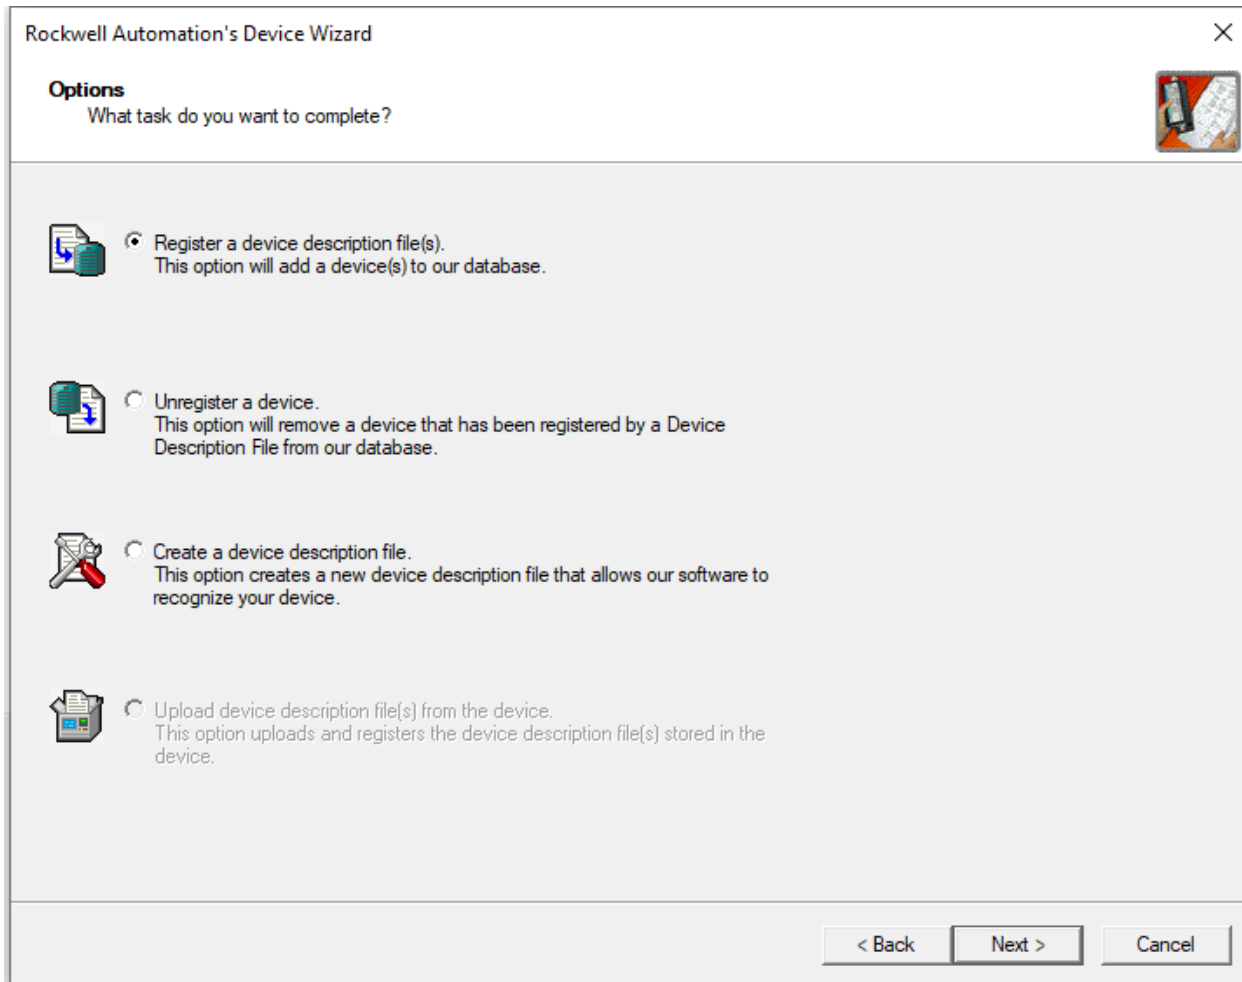 Rockwell Automation's Device Wizard
Options
What task do you want to complete?
Register a device description file(s).
This option will add a device(s) to our database.
Unregister a device.
This option will remove a device that has been registered by a Device
Description File from our database.
Create a device description file.
This option creates a new device description file that allows our software to
recognize your device.
Upload device description file(s) from the device.
This option uploads and registers the device description file(s) stored in the
device.
< Back Next > Cancel